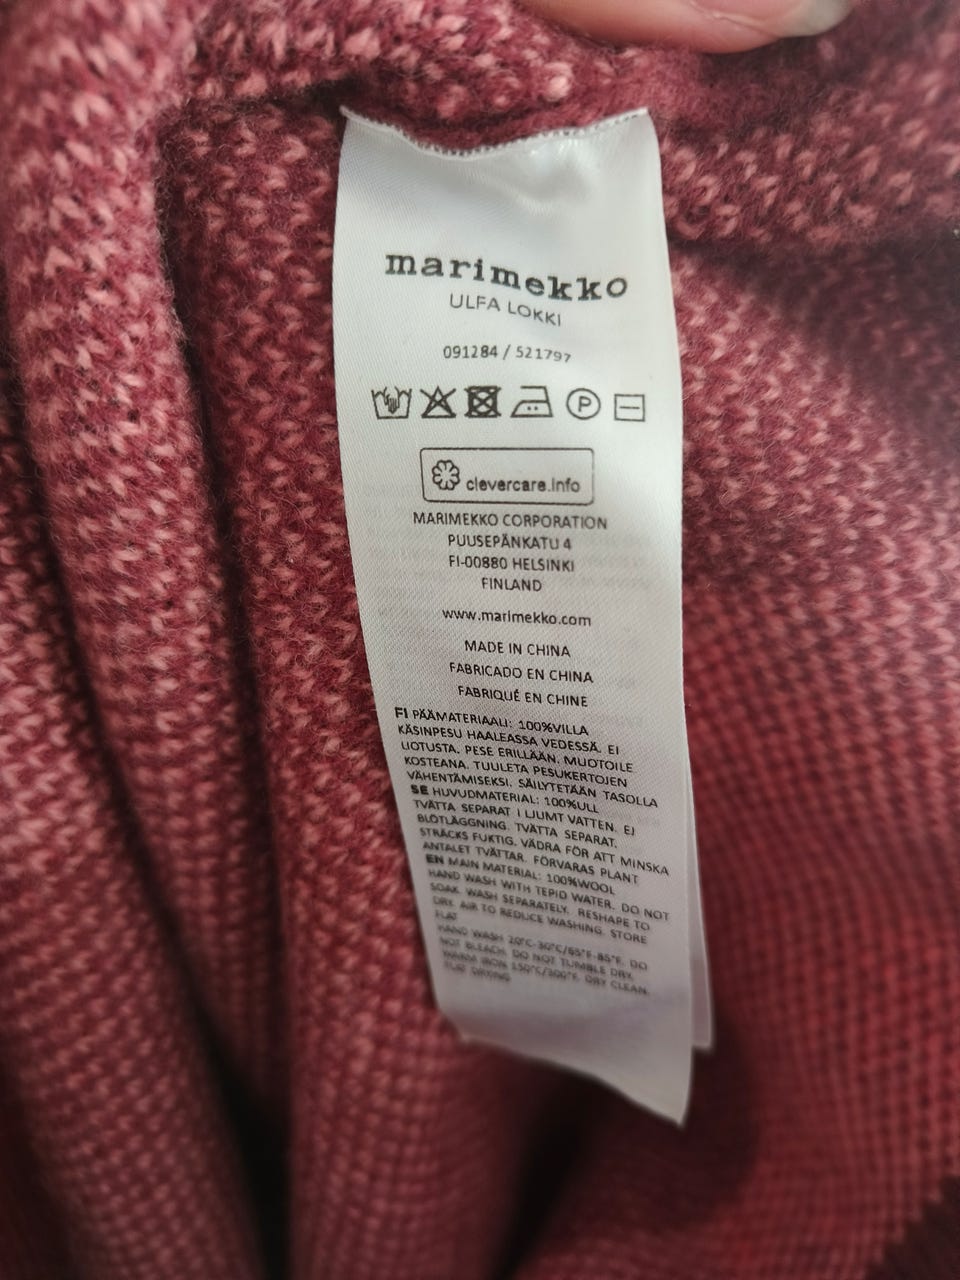 marimekko
ULFA LOKKI
091284 / 521797
P
clevercare.info
MARIMEKKO CORPORATION
PUUSEPÄNKATU 4
FI-00880 HELSINKI
FINLAND
www.marimekko.com
MADE IN CHINA
FABRICADO EN CHINA
FABRIQUÉ EN CHINE
FI PÄÄMATERIAALI: 100%VILLA
KÄSINPESU HAALEASSA VEDESSÄ. EI
LIOTUSTA. PESE ERILLÄÄN. MUOTOILE
KOSTEANA. TUULETA PESUKERTOJEN
VÄHENTÄMISEKSI. SÄILYTETÄÄN TASOLLA
SE HUVUDMATERIAL: 100%ULL
TVÄTTA SEPARAT I LJUMT VATTEN. EJ
BLÖTLÄGGNING. TVÄTTA SEPARAT.
STRÄCKS FUKTIG. VÄDRA FÖR ATT MINSKA
ANTALET TVÄTTAR. FÖRVARAS PLANT
EN MAIN MATERIAL: 100%WOOL
HAND WASH WITH TEPID WATER. DO NOT
SOAK. WASH SEPARATELY. RESHAPE TO
DRY. AIR TO REDUCE WASHING. STORE
FLAT
HAND WASH 20°C-30°C/65°F-85°F. DO
NOT BLEACH. DO NOT TUMBLE DRY.
WARM IRON 150°C/300°F. DRY CLEAN.
FLAT DRYING